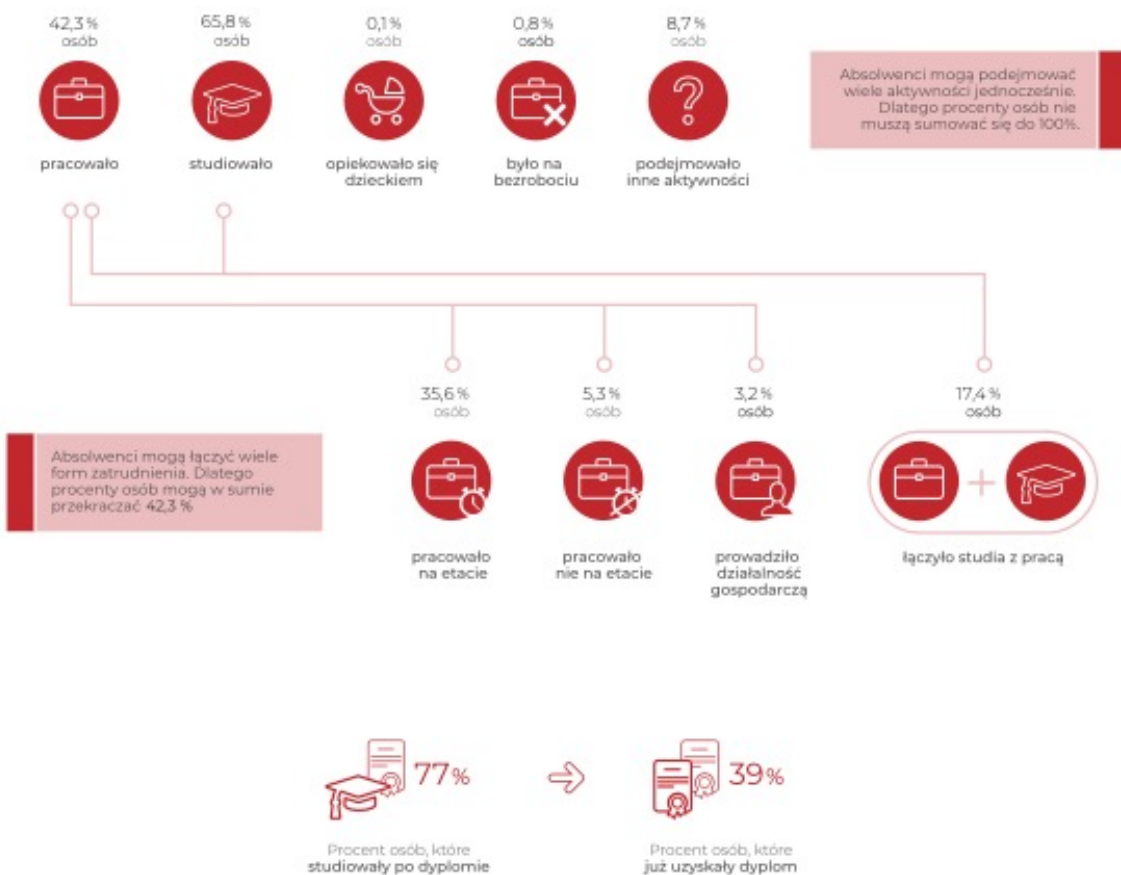 42,3 %
osób
65,8 %
osób
0,1 %
osób
0,8 %
osób
8,7 %
osób
pracowało
studiowało
opiekowało się
dzieckiem
było na
bezrobociu
podejmowało
inne aktywności
Absolwenci mogą podejmować
wiele aktywności jednocześnie.
Dlatego procenty osób nie
muszą sumować się do 100%.
Absolwenci mogą łączyć wiele
form zatrudnienia. Dlatego
procenty osób mogą w sumie
przekraczać 42,3 %
35,6 %
osób
5,3 %
osób
3,2 %
osób
17,4 %
osób
pracowało
na etacie
pracowało
nie na etacie
prowadziło
działalność
gospodarczą
łączyło studia z pracą
77%
Procent osób, które
studiowały po dyplomie
39%
Procent osób, które
już uzyskały dyplom